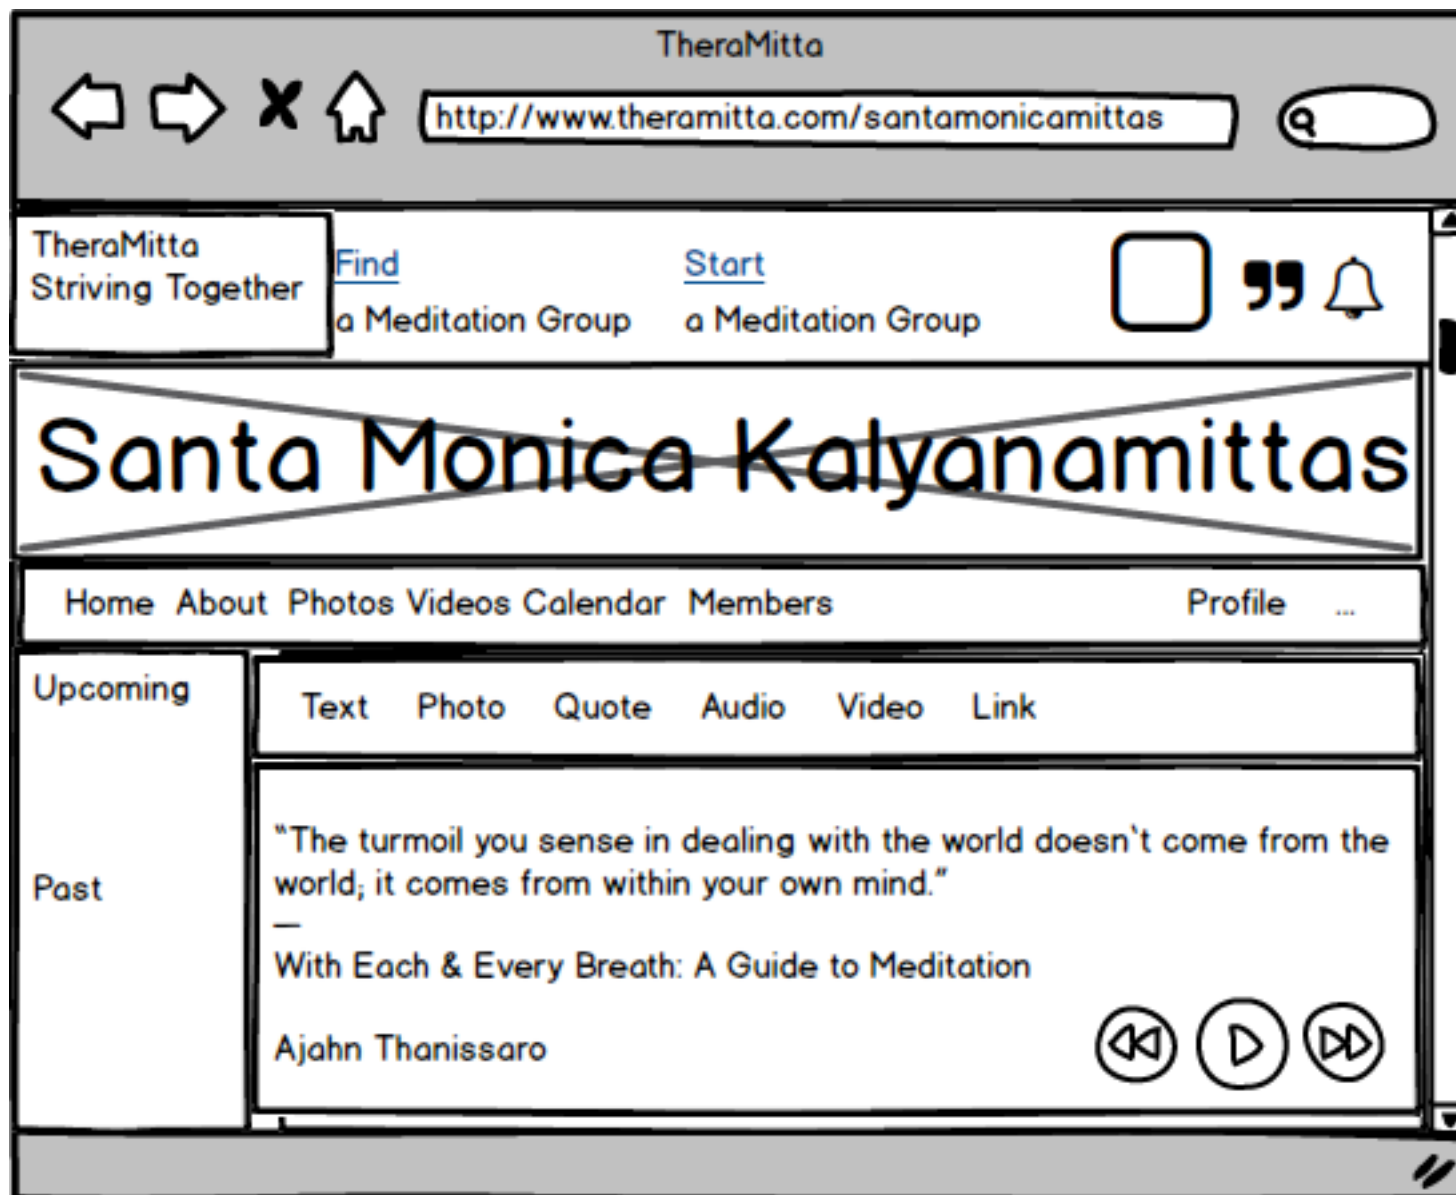 TheraMitta
http://www.theramitta.com/santamonicamittas
TheraMitta
Striving Together
Find
a Meditation Group
Start
a Meditation Group
Santa Monica Kalyanamittas
Home About Photos Videos Calendar Members Profile ...
Upcoming
Past
Text Photo Quote Audio Video Link
“The turmoil you sense in dealing with the world doesn‵t come from the
world; it comes from within your own mind.”
—
With Each & Every Breath: A Guide to Meditation
Ajahn Thanissaro